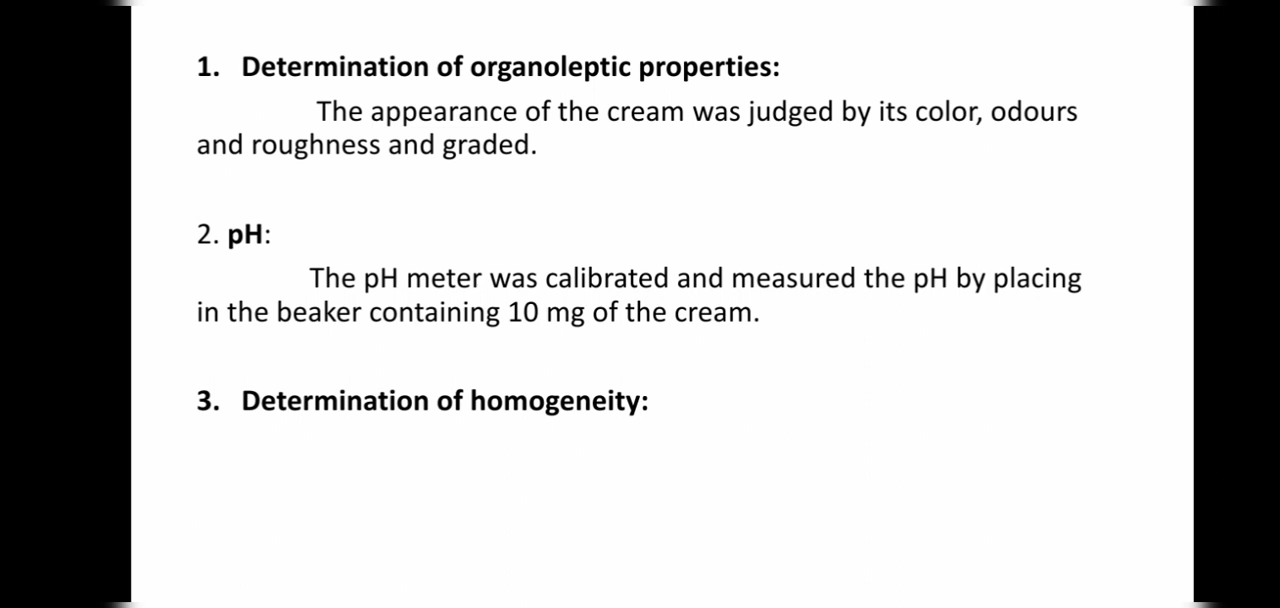 1. Determination of organoleptic properties:
The appearance of the cream was judged by its color, odours
and roughness and graded.
2. pH:
The pH meter was calibrated and measured the pH by placing
in the beaker containing 10 mg of the cream.
3. Determination of homogeneity: